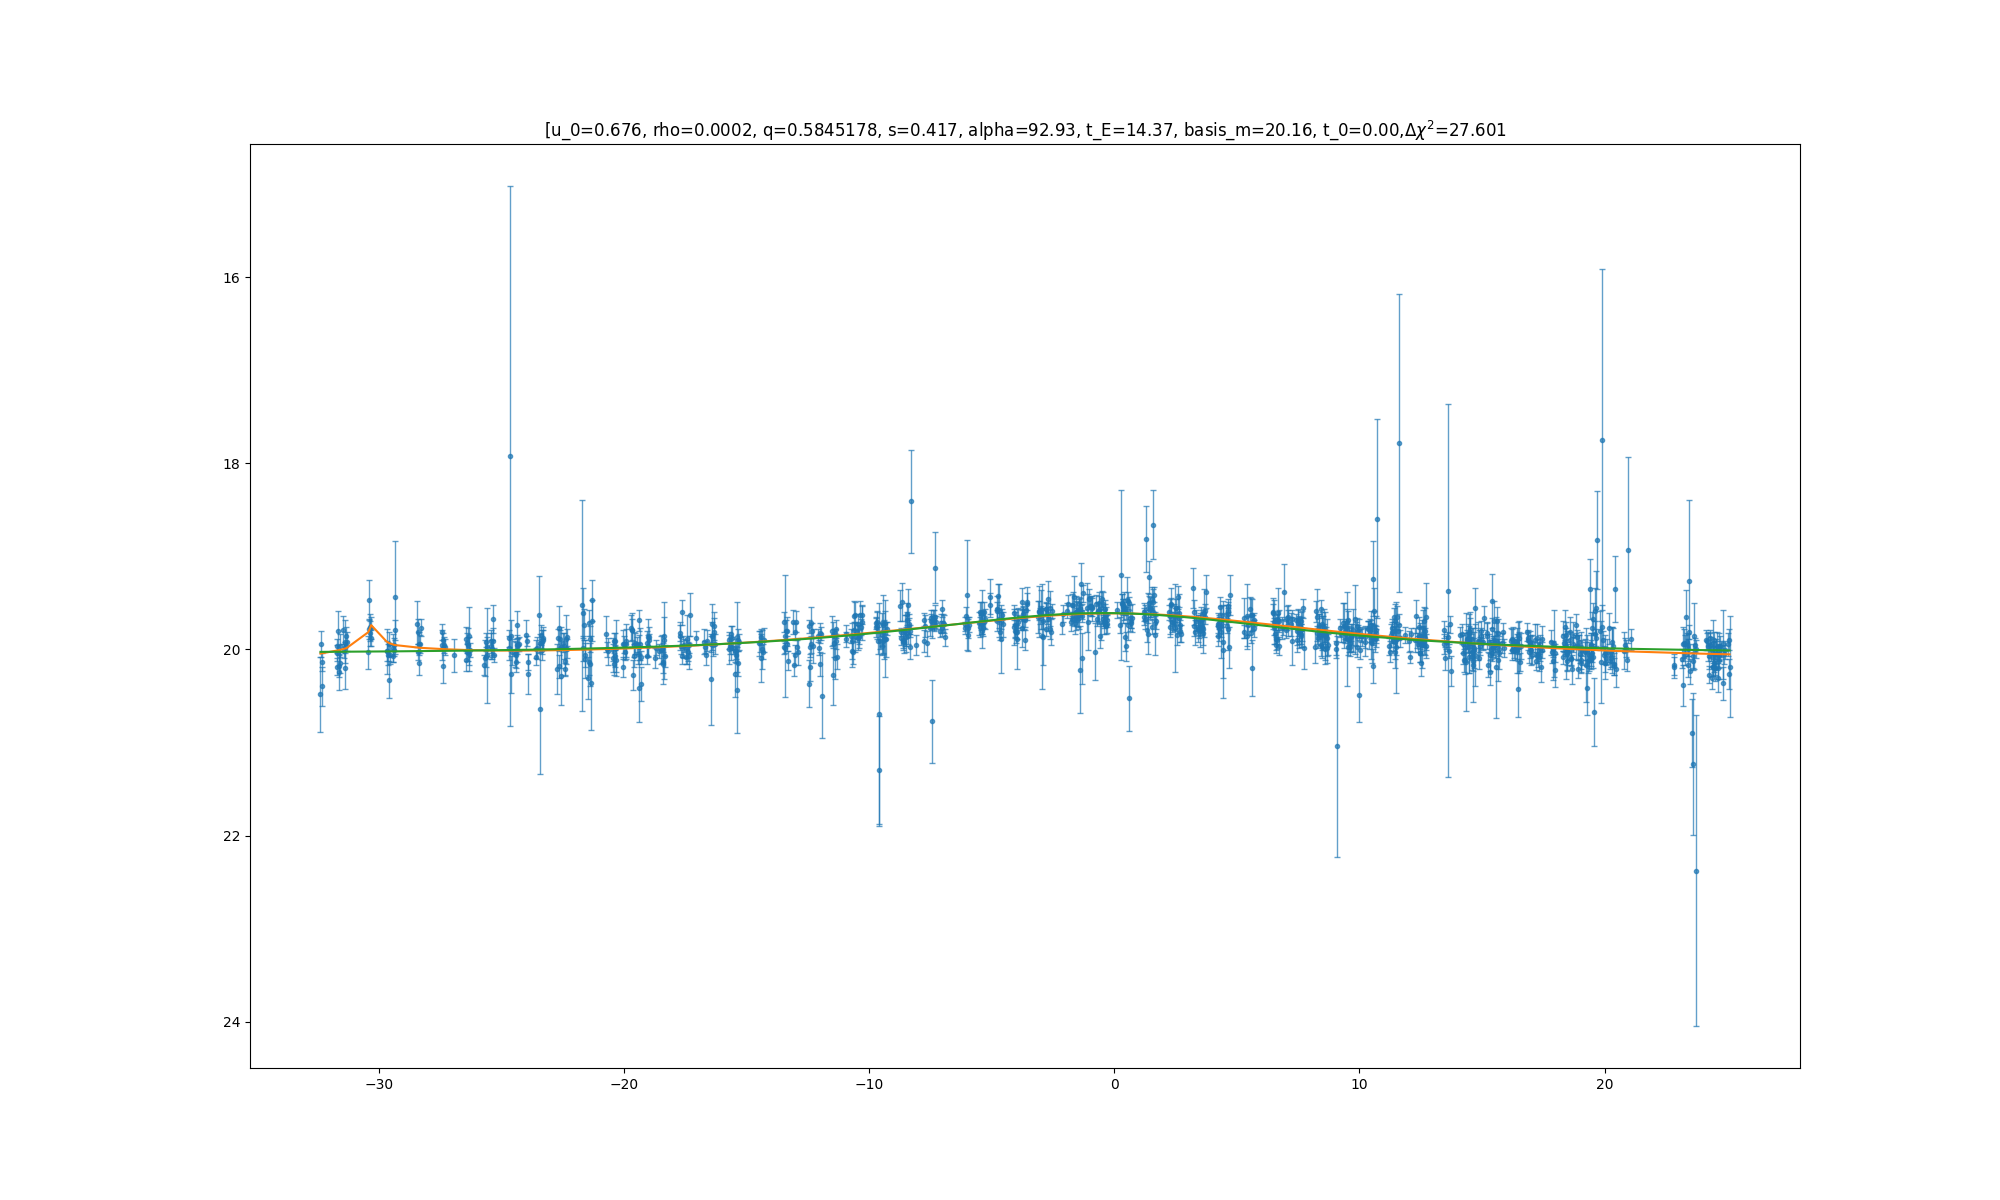 [u_0=0.676, rho=0.0002, q=0.5845178, s=0.417, alpha=92.93, t_E=14.37, basis_m=20.16, t_0=0.00,Δχ²=27.601
16
18
20
22
24
−30 −20 −10 0 10 20